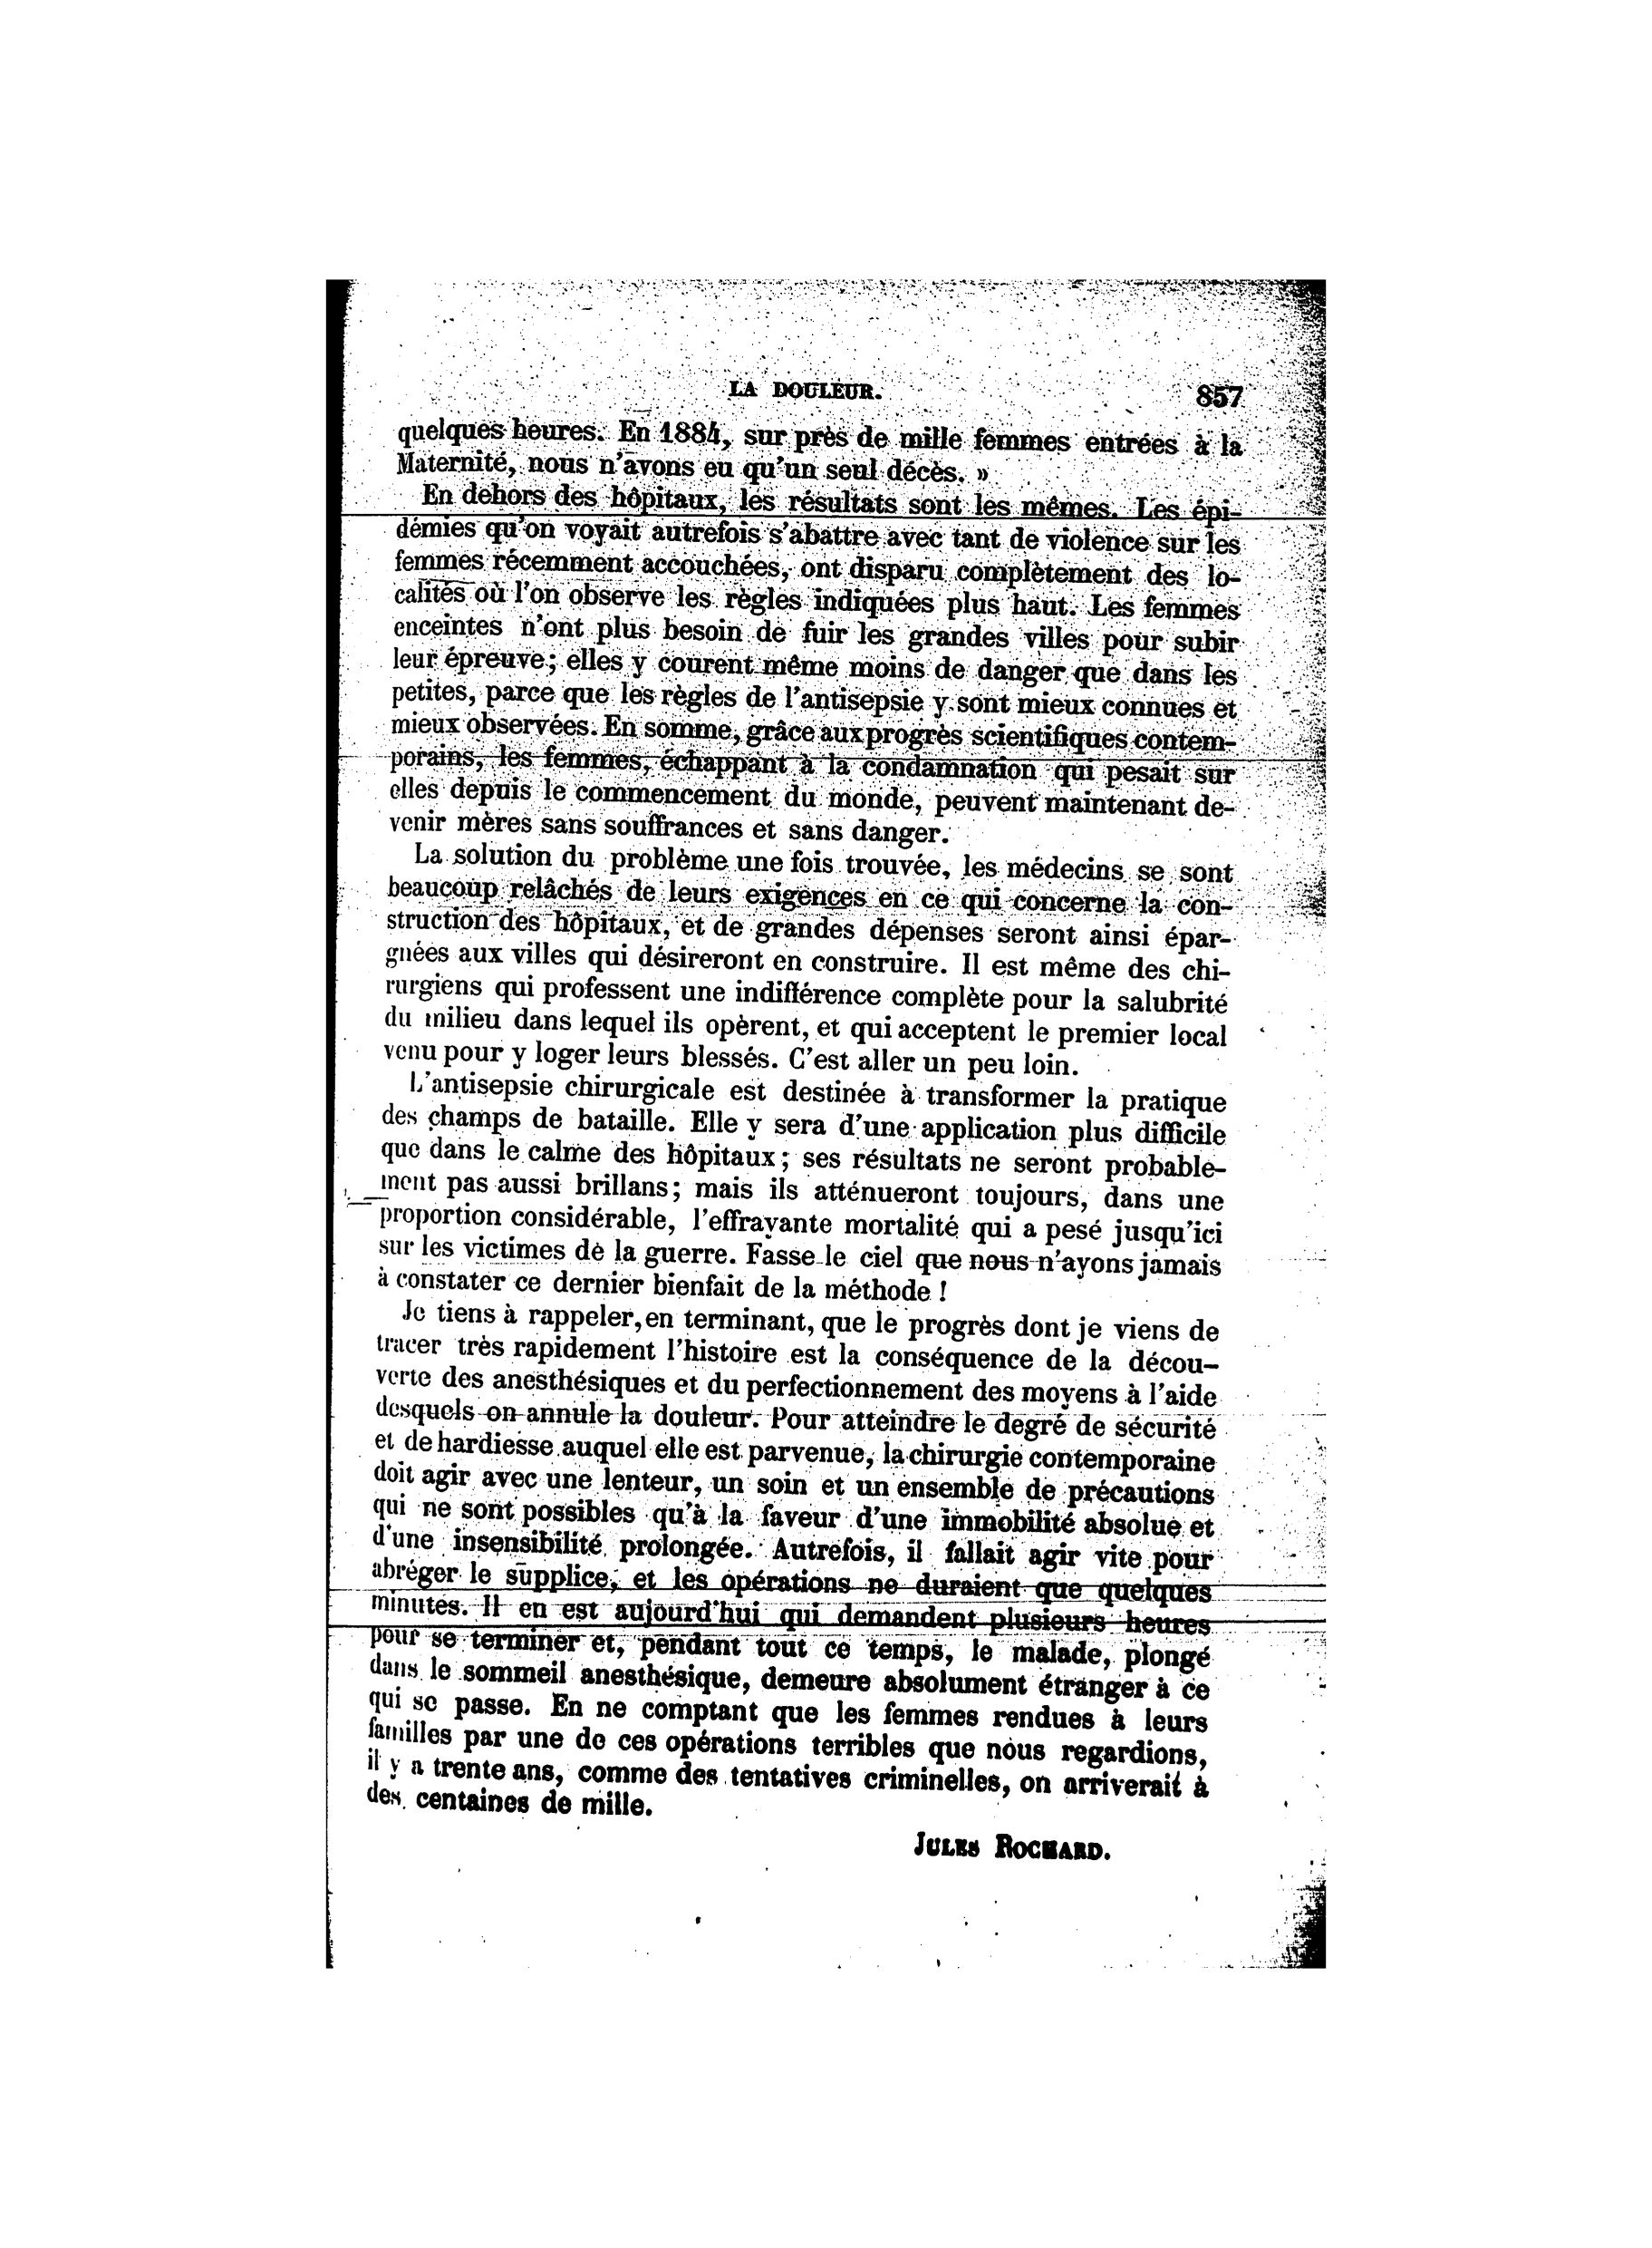 LA DOULEUR. 857
quelques heures. En 1884, sur près de mille femmes entrées à la
Maternité, nous n'avons eu qu'un seul décès. »
En dehors des hôpitaux, les résultats sont les mêmes. Les épi-
démies qu'on voyait autrefois s'abattre avec tant de violence sur les
femmes récemment accouchées, ont disparu complètement des lo-
calités où l'on observe les règles indiquées plus haut. Les femmes
enceintes n'ont plus besoin de fuir les grandes villes pour subir
leur épreuve; elles y courent même moins de danger que dans les
petites, parce que les règles de l'antisepsie y sont mieux connues et
mieux observées. En somme, grâce aux progrès scientifiques contem-
porains, les femmes, échappant à la condamnation qui pesait sur
elles depuis le commencement du monde, peuvent maintenant de-
venir mères sans souffrances et sans danger.
La solution du problème une fois trouvée, les médecins se sont
beaucoup relâchés de leurs exigences en ce qui concerne la con-
struction des hôpitaux, et de grandes dépenses seront ainsi épar-
gnées aux villes qui désireront en construire. Il est même des chi-
rurgiens qui professent une indifférence complète pour la salubrité
du milieu dans lequel ils opèrent, et qui acceptent le premier local
venu pour y loger leurs blessés. C'est aller un peu loin.
L'antisepsie chirurgicale est destinée à transformer la pratique
des champs de bataille. Elle y sera d'une application plus difficile
que dans le calme des hôpitaux; ses résultats ne seront probable-
ment pas aussi brillans; mais ils atténueront toujours, dans une
proportion considérable, l'effrayante mortalité qui a pesé jusqu'ici
sur les victimes de la guerre. Fasse le ciel que nous n'ayons jamais
à constater ce dernier bienfait de la méthode !
Je tiens à rappeler, en terminant, que le progrès dont je viens de
tracer très rapidement l'histoire est la conséquence de la décou-
verte des anesthésiques et du perfectionnement des moyens à l'aide
desquels on annule la douleur. Pour atteindre le degré de sécurité
et de hardiesse auquel elle est parvenue, la chirurgie contemporaine
doit agir avec une lenteur, un soin et un ensemble de précautions
qui ne sont possibles qu'à la faveur d'une immobilité absolue et
d'une insensibilité prolongée. Autrefois, il fallait agir vite pour
abréger le supplice, et les opérations ne duraient que quelques
minutes. Il en est aujourd'hui qui demandent plusieurs heures
pour se terminer et, pendant tout ce temps, le malade, plongé
dans le sommeil anesthésique, demeure absolument étranger à ce
qui se passe. En ne comptant que les femmes rendues à leurs
familles par une de ces opérations terribles que nous regardions,
il y a trente ans, comme des tentatives criminelles, on arriverait à
des centaines de mille.
JULES ROCHARD.